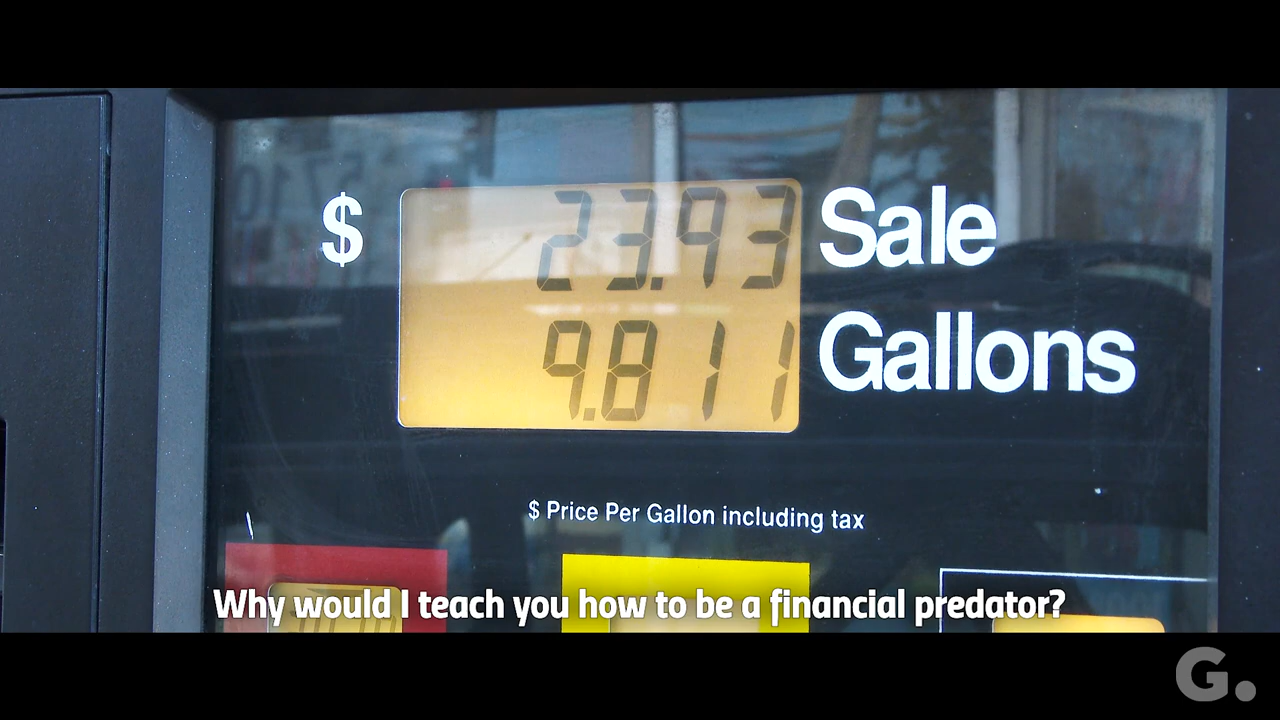 $ 23.93 Sale
9.811 Gallons
$ Price Per Gallon including tax
Why would I teach you how to be a financial predator?
G.